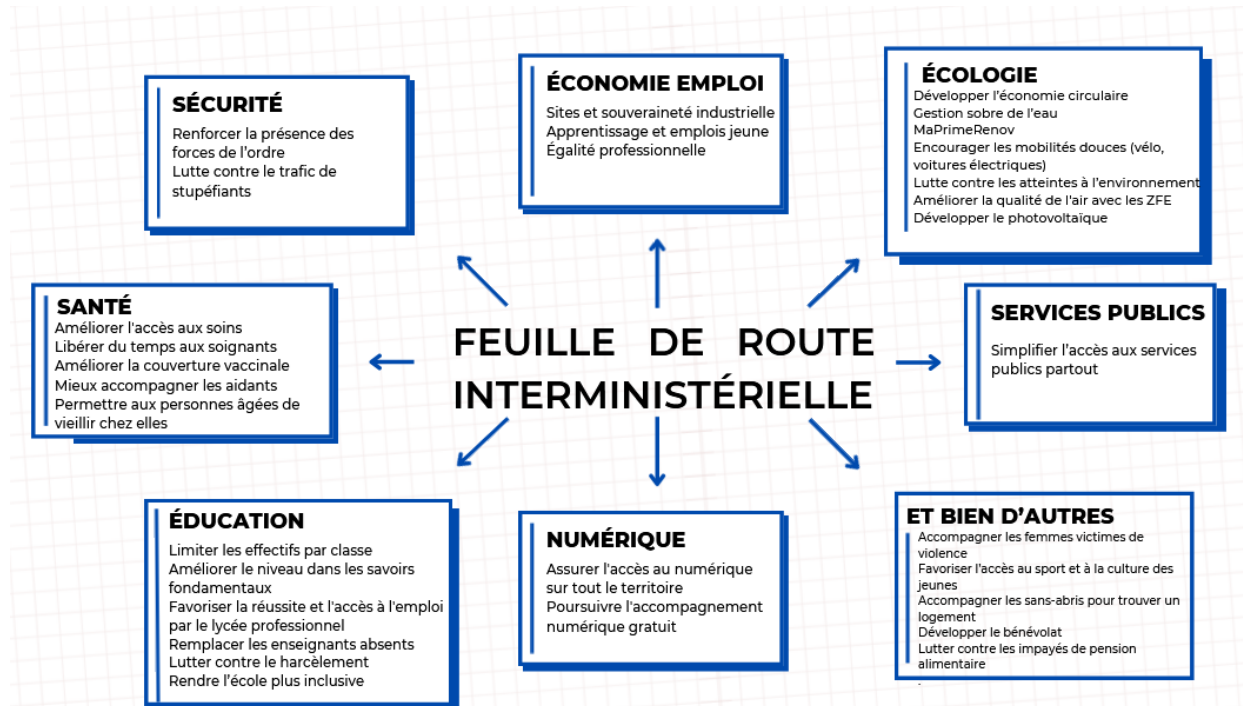 SÉCURITÉ
Renforcer la présence des
forces de l'ordre
Lutte contre le trafic de
stupéfiants
ÉCONOMIE EMPLOI
Sites et souveraineté industrielle
Apprentissage et emplois jeune
Égalité professionnelle
ÉCOLOGIE
Développer l'économie circulaire
Gestion sobre de l'eau
MaPrimeRenov
Encourager les mobilités douces (vélo,
voitures électriques)
Lutte contre les atteintes à l'environnement
Améliorer la qualité de l'air avec les ZFE
Développer le photovoltaïque
SANTÉ
Améliorer l'accès aux soins
Libérer du temps aux soignants
Améliorer la couverture vaccinale
Mieux accompagner les aidants
Permettre aux personnes âgées de
vieillir chez elles
FEUILLE DE ROUTE
INTERMINISTÉRIELLE
SERVICES PUBLICS
Simplifier l'accès aux services
publics partout
ÉDUCATION
Limiter les effectifs par classe
Améliorer le niveau dans les savoirs
fondamentaux
Favoriser la réussite et l'accès à l'emploi
par le lycée professionnel
Remplacer les enseignants absents
Lutter contre le harcèlement
Rendre l'école plus inclusive
NUMÉRIQUE
Assurer l'accès au numérique
sur tout le territoire
Poursuivre l'accompagnement
numérique gratuit
ET BIEN D'AUTRES
Accompagner les femmes victimes de
violence
Favoriser l'accès au sport et à la culture des
jeunes
Accompagner les sans-abris pour trouver un
logement
Développer le bénévolat
Lutter contre les impayés de pension
alimentaire
.